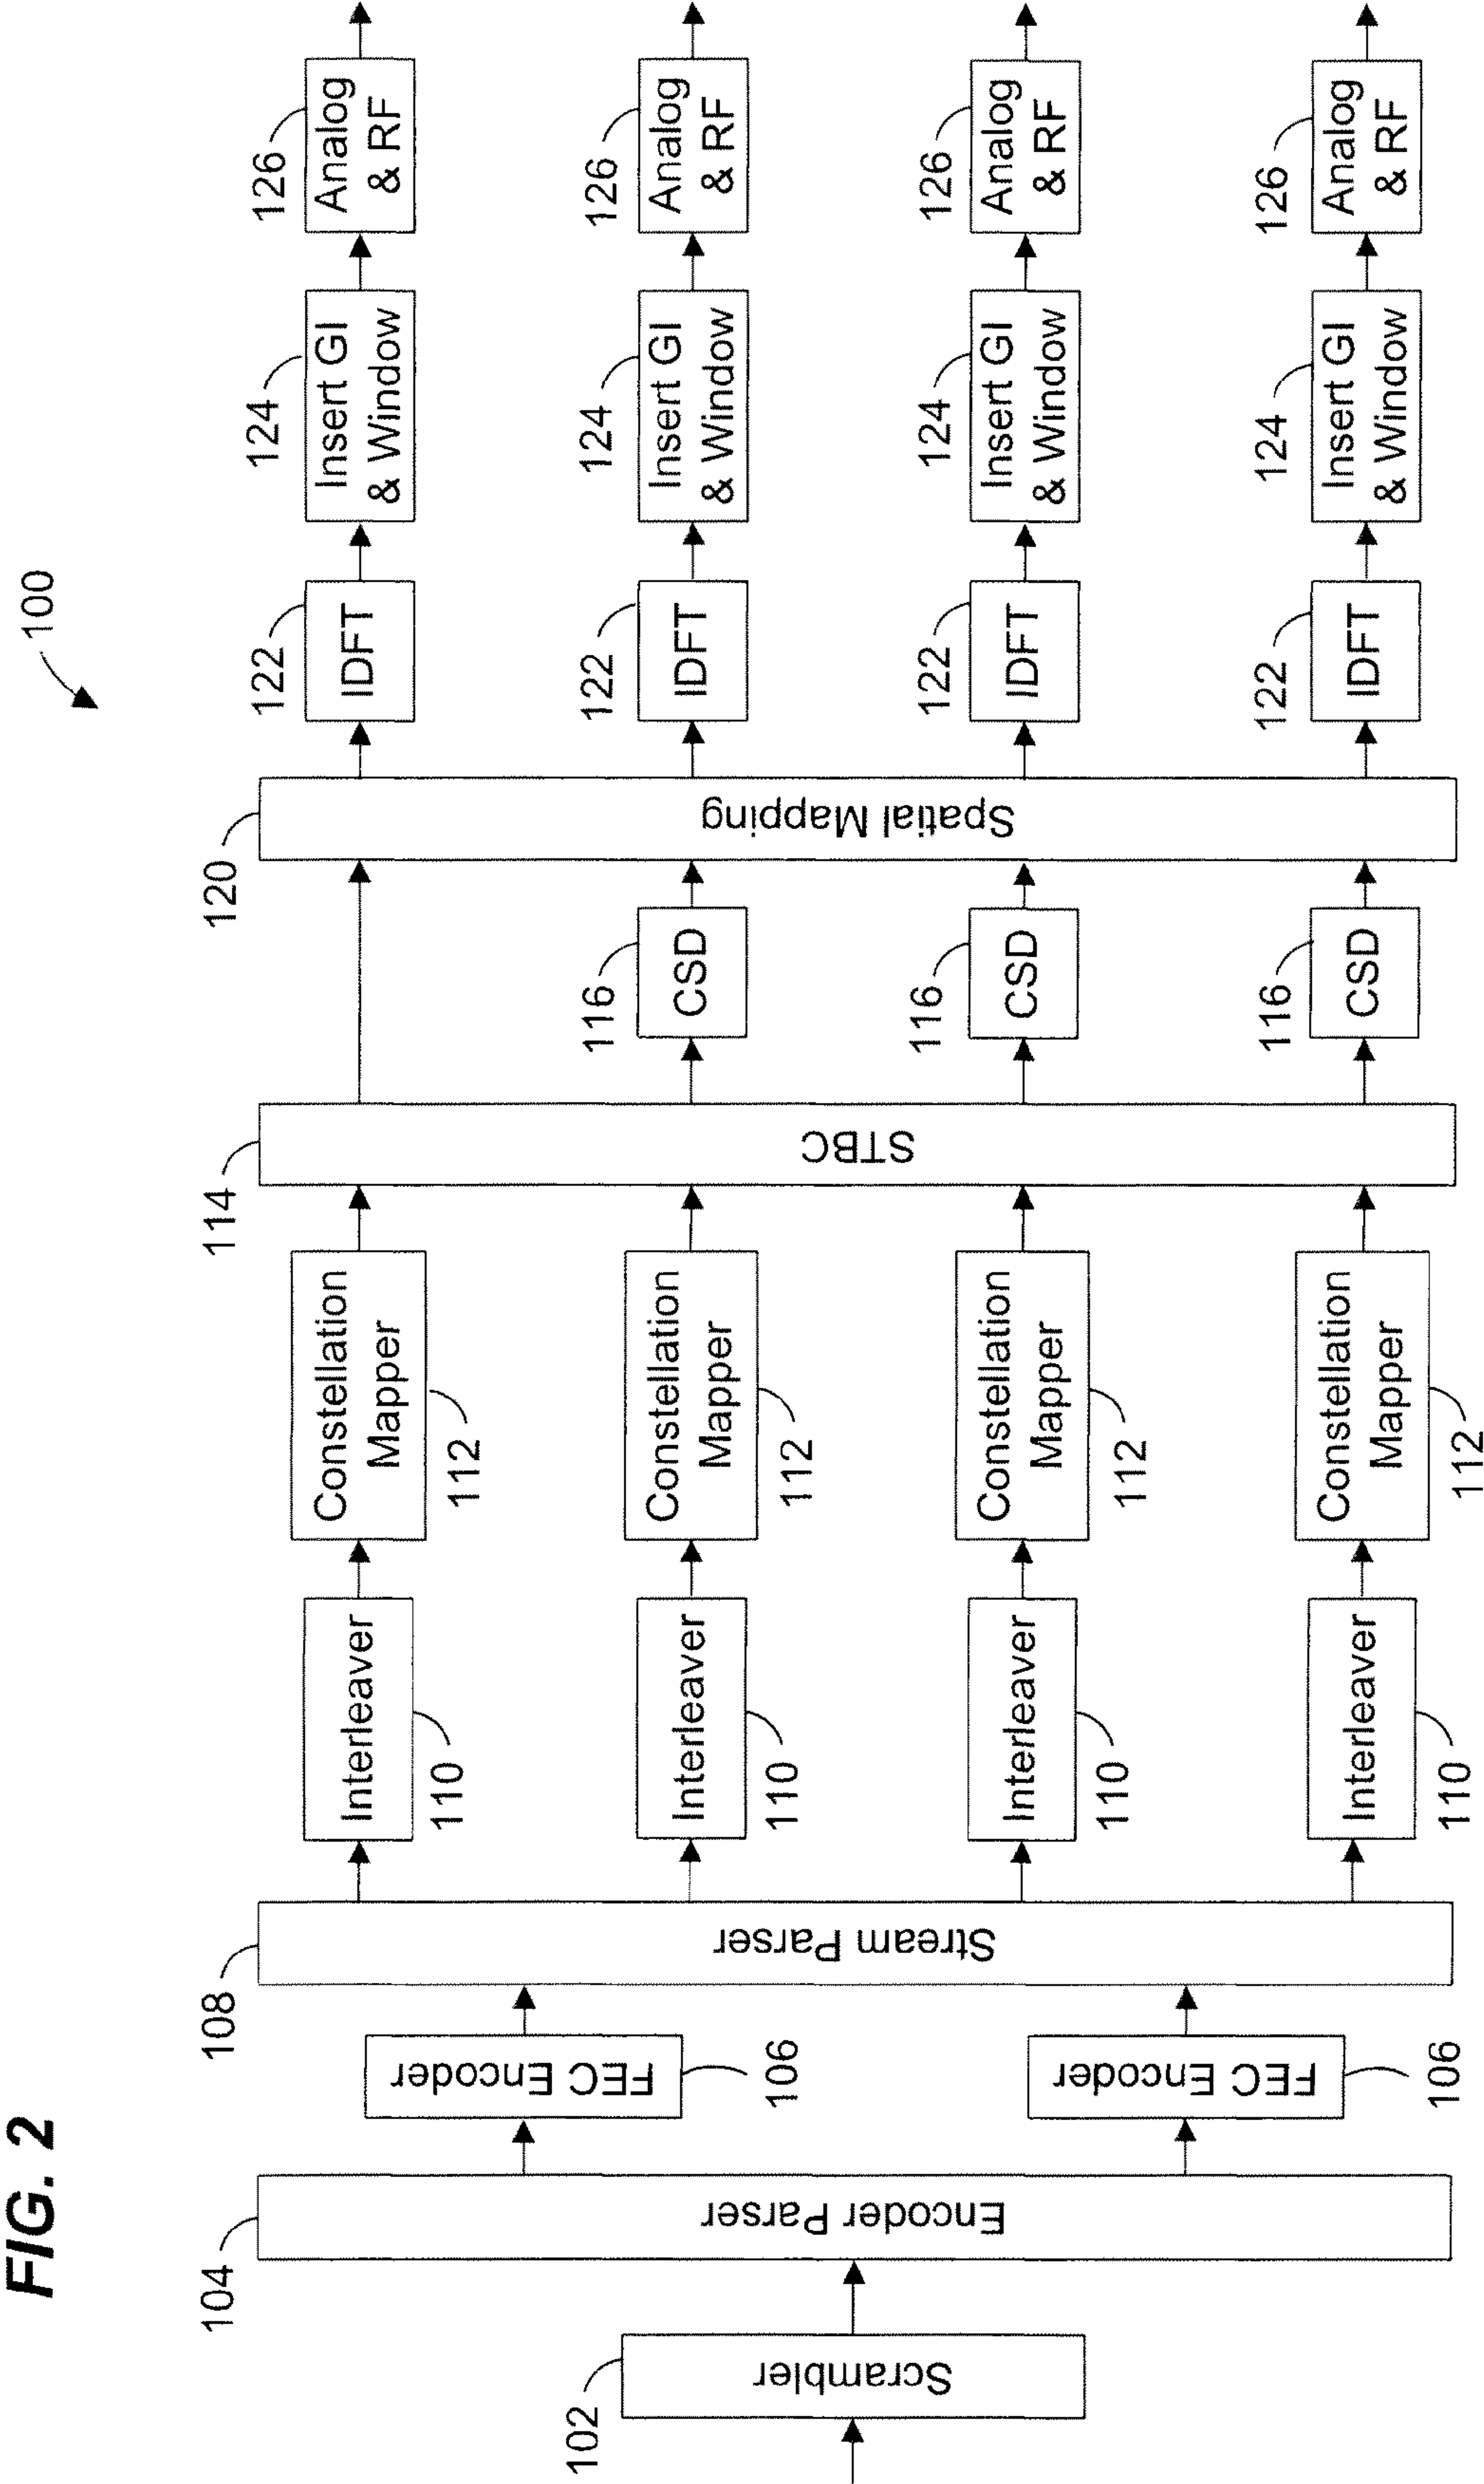 FIG. 2
100
102
Scrambler
104
Encoder Parser
FEC Encoder
106
FEC Encoder
106
108
Stream Parser
Interleaver
110
Interleaver
110
Interleaver
110
Interleaver
110
Constellation
Mapper
112
Constellation
Mapper
112
Constellation
Mapper
112
Constellation
Mapper
112
114
STBC
116
CSD
116
CSD
116
CSD
120
Spatial Mapping
122
IDFT
122
IDFT
122
IDFT
122
IDFT
124
Insert GI
& Window
124
Insert GI
& Window
124
Insert GI
& Window
124
Insert GI
& Window
126
Analog
& RF
126
Analog
& RF
126
Analog
& RF
126
Analog
& RF